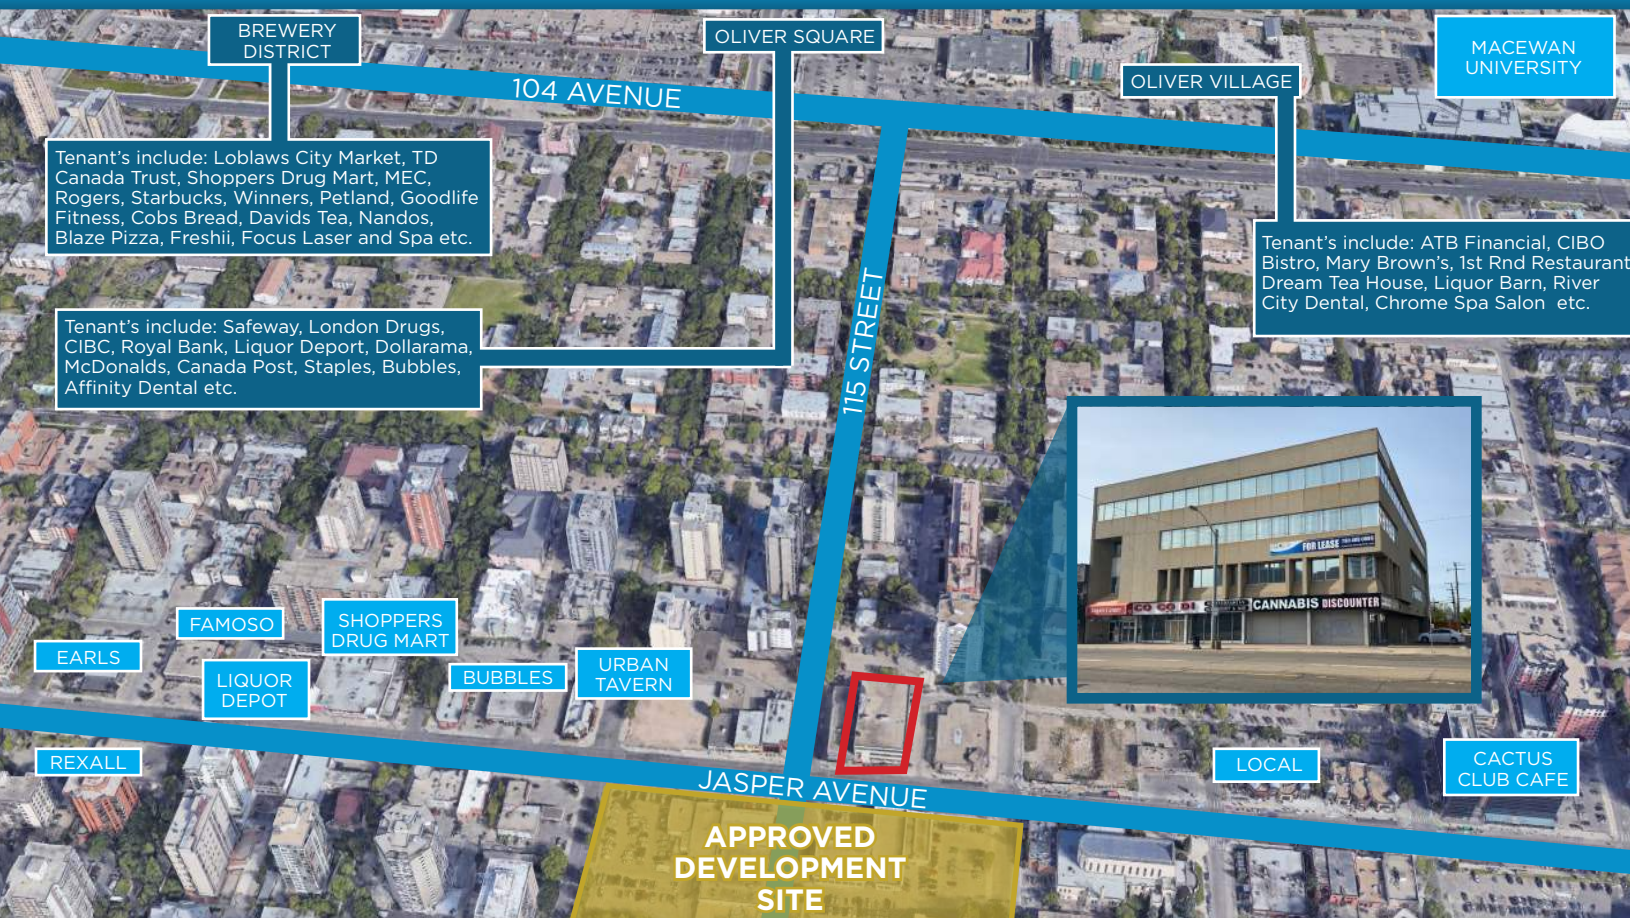 BREWERY
DISTRICT
OLIVER SQUARE
OLIVER VILLAGE
MACEWAN
UNIVERSITY
104 AVENUE
Tenant's include: Loblaws City Market, TD
Canada Trust, Shoppers Drug Mart, MEC,
Rogers, Starbucks, Winners, Petland, Goodlife
Fitness, Cobs Bread, Davids Tea, Nandos,
Blaze Pizza, Freshii, Focus Laser and Spa etc.
Tenant's include: ATB Financial, CIBO
Bistro, Mary Brown's, 1st Rnd Restaurant
Dream Tea House, Liquor Barn, River
City Dental, Chrome Spa Salon etc.
Tenant's include: Safeway, London Drugs,
CIBC, Royal Bank, Liquor Deport, Dollarama,
McDonalds, Canada Post, Staples, Bubbles,
Affinity Dental etc.
115 STREET
FOR LEASE
CO CO DI
CANNABIS DISCOUNTER
EARLS
FAMOSO
SHOPPERS
DRUG MART
LIQUOR
DEPOT
BUBBLES
URBAN
TAVERN
REXALL
LOCAL
CACTUS
CLUB CAFE
JASPER AVENUE
APPROVED
DEVELOPMENT
SITE